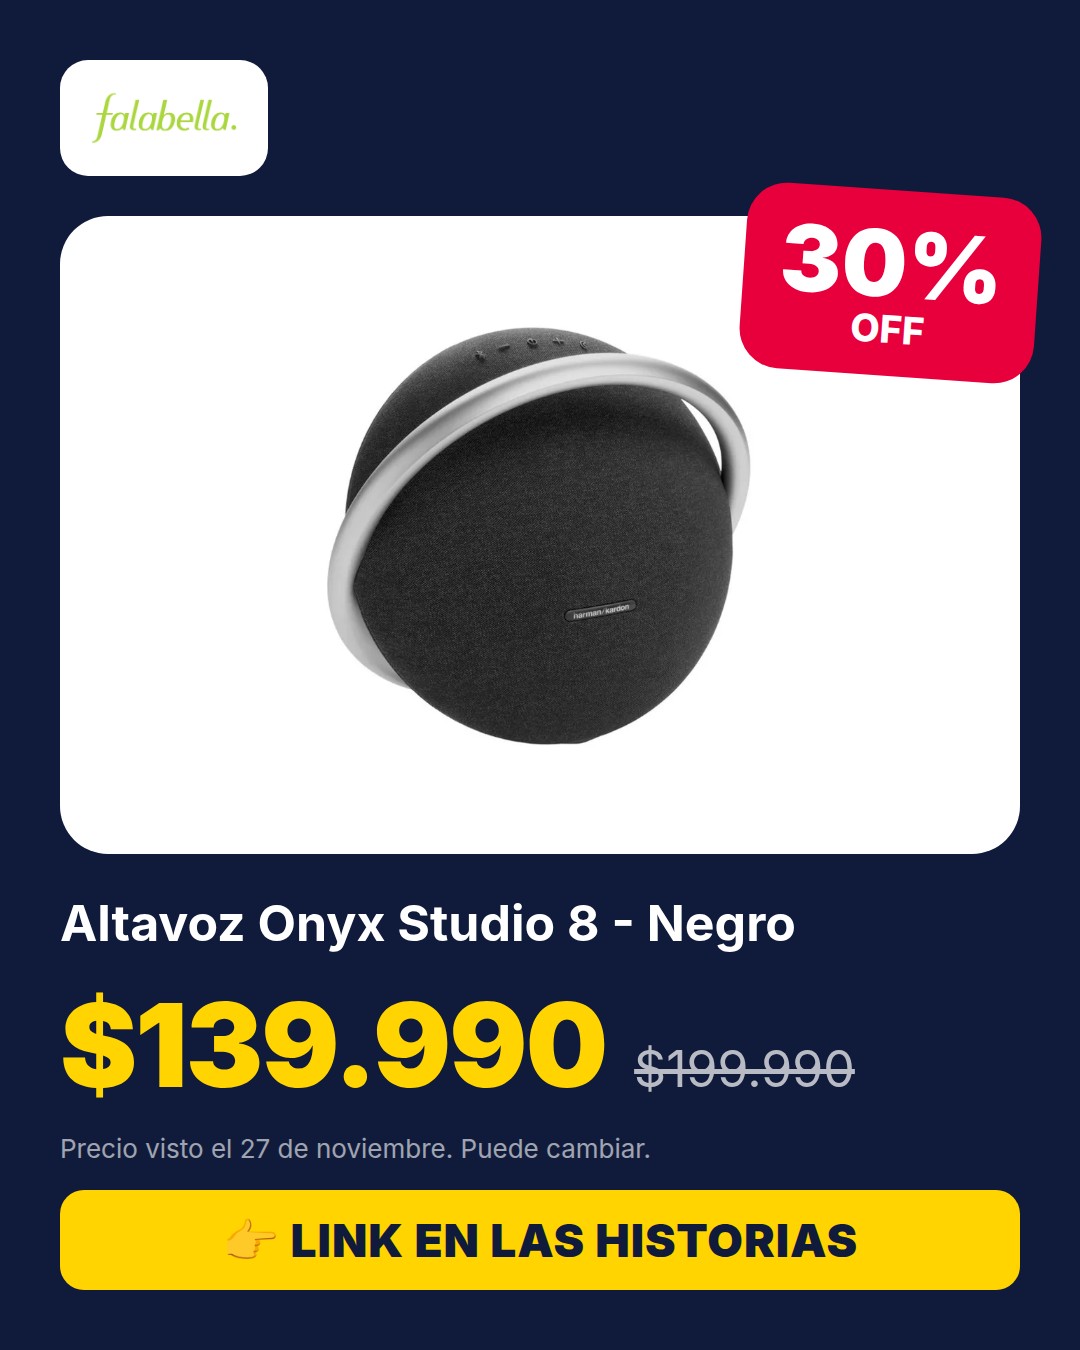 falabella.
30%
OFF
harman/kardon
Altavoz Onyx Studio 8 - Negro
$139.990 $199.990
Precio visto el 27 de noviembre. Puede cambiar.
👉 LINK EN LAS HISTORIAS